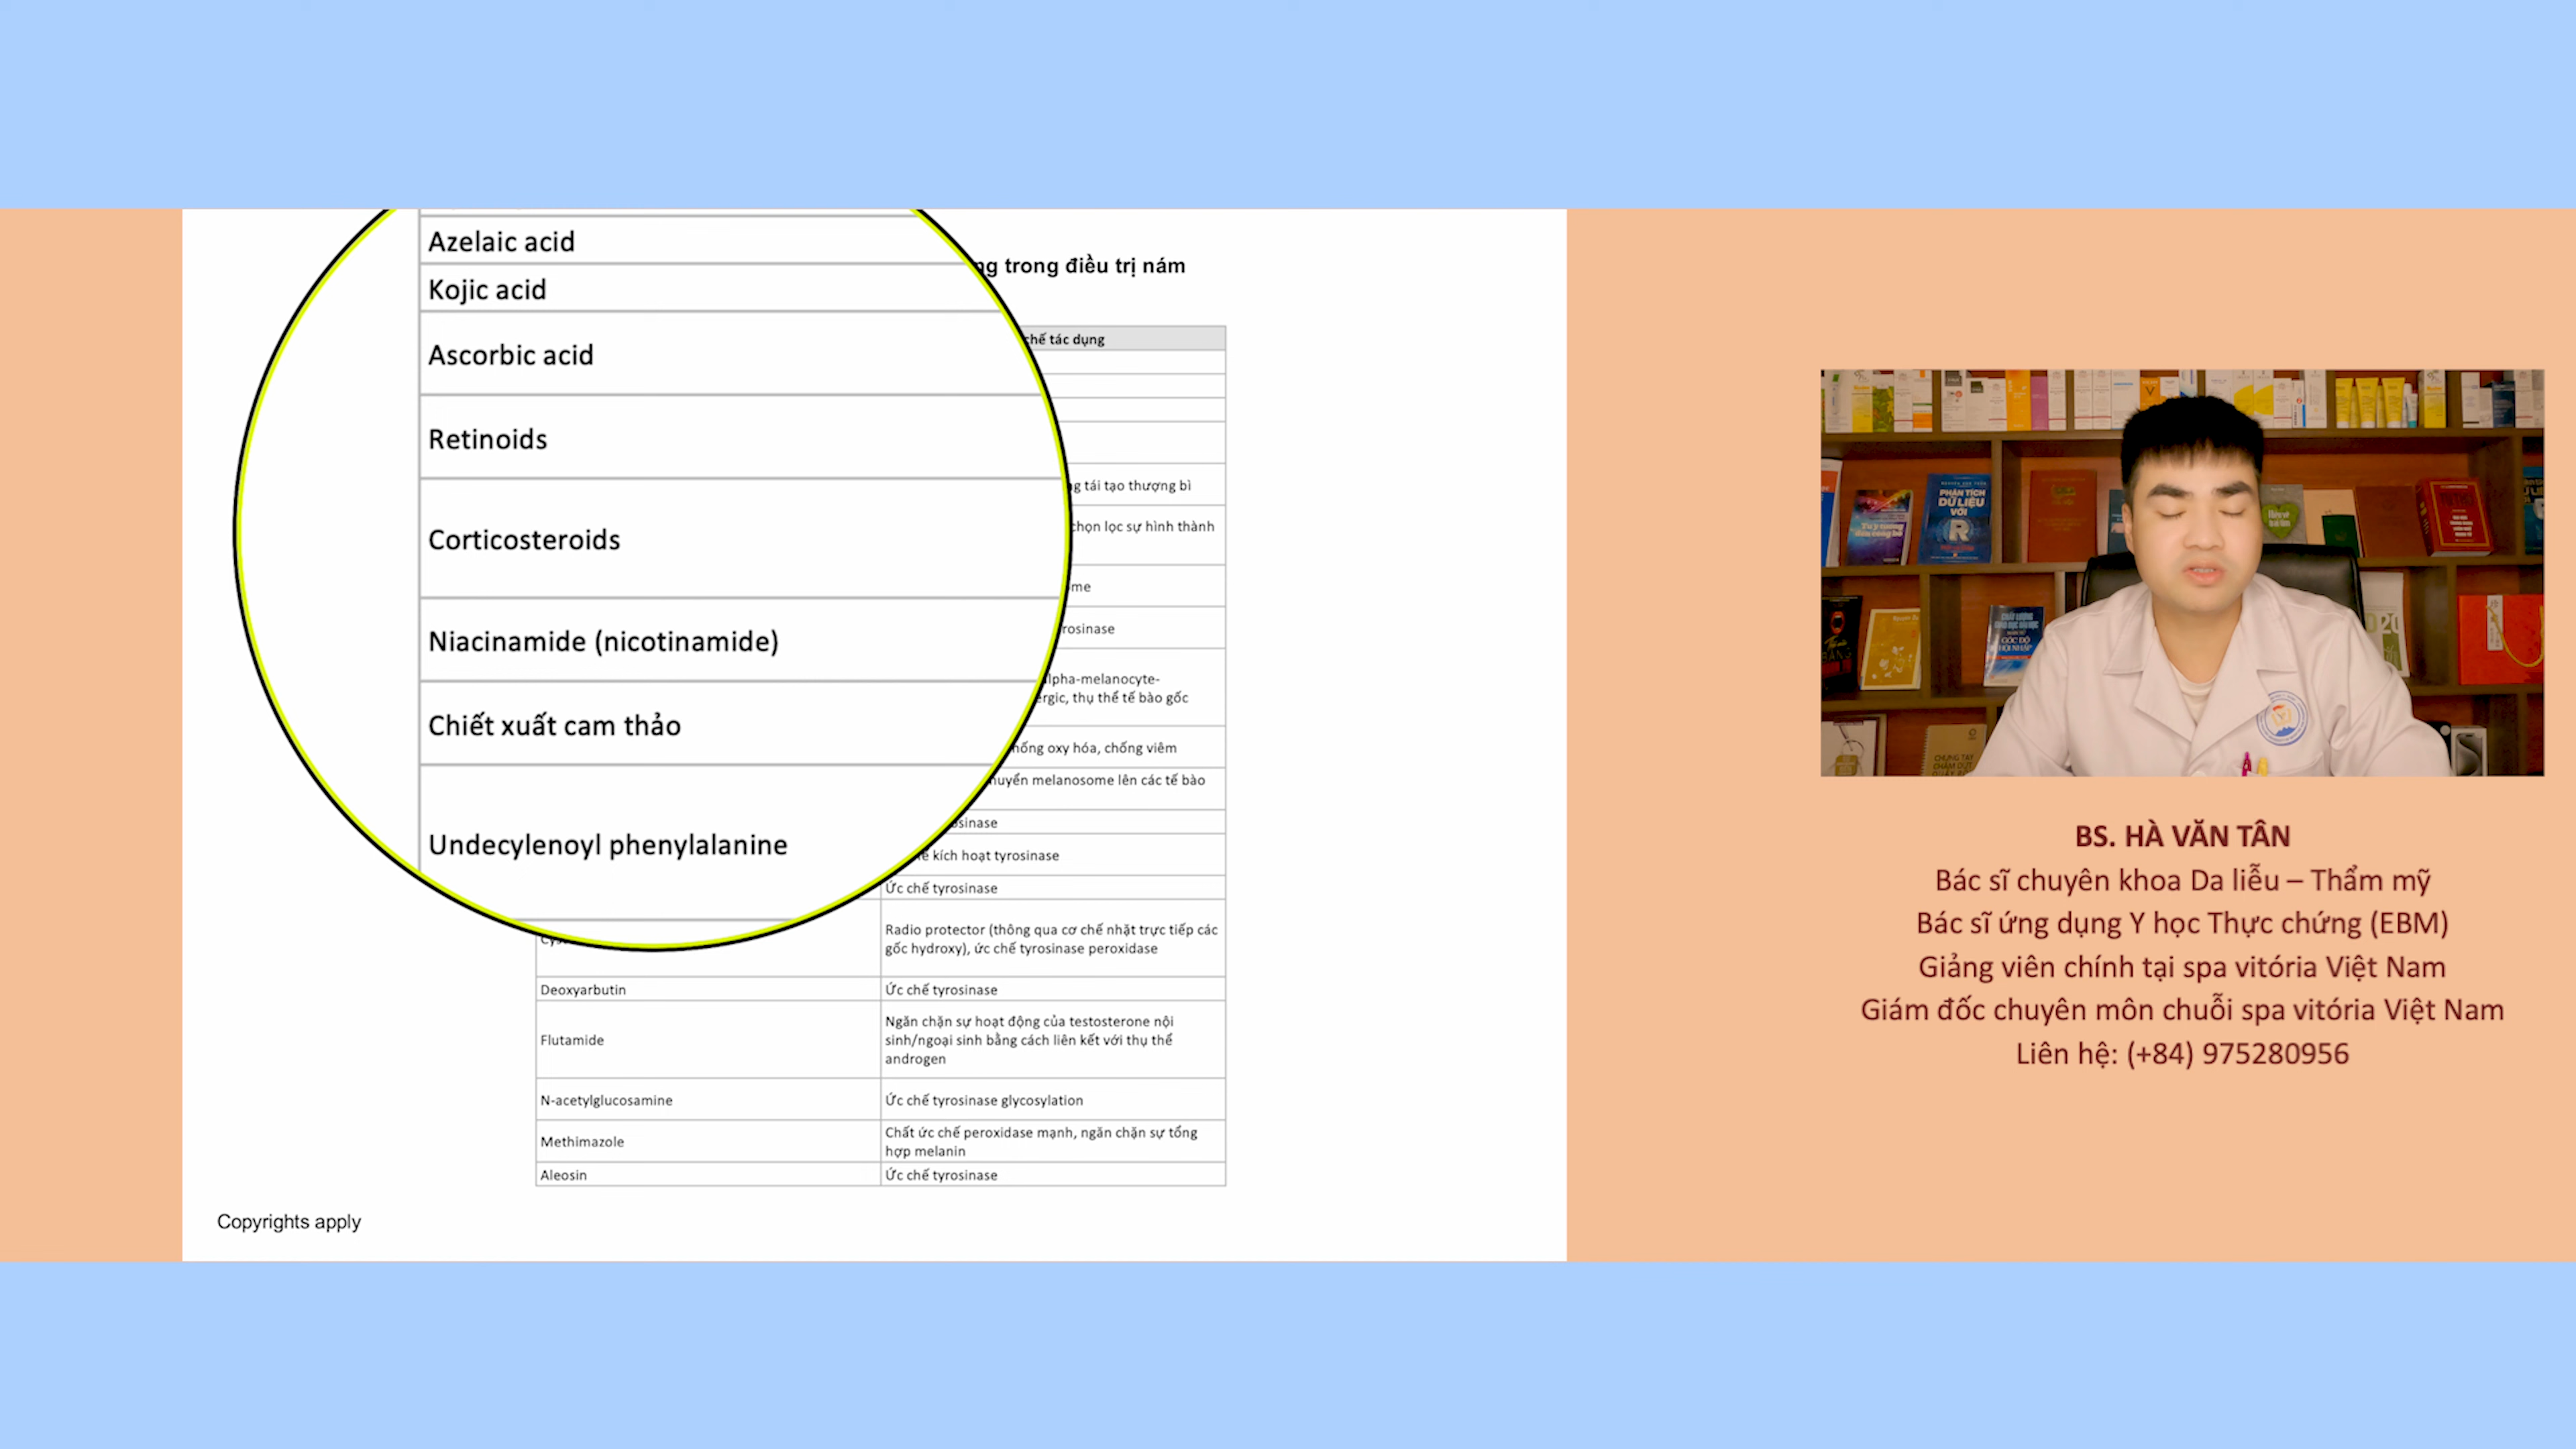 ng trong điều trị nám
Azelaic acid
Kojic acid
Ascorbic acid
Retinoids
Corticosteroids
Niacinamide (nicotinamide)
Chiết xuất cam thảo
Undecylenoyl phenylalanine
chế tác dụng
tái tạo thượng bì
chọn lọc sự hình thành
alpha-melanocyte-
thụ thể tế bào gốc
chống oxy hóa, chống viêm
melanosome lên các tế bào
kích hoạt tyrosinase
Ức chế tyrosinase
Radio protector (thông qua cơ chế nhặt trực tiếp các
gốc hydroxy), ức chế tyrosinase peroxidase
Deoxyarbutin
Ức chế tyrosinase
Flutamide
Ngăn chặn sự hoạt động của testosterone nội
sinh/ngoại sinh bằng cách liên kết với thụ thể
androgen
N-acetylglucosamine
Ức chế tyrosinase glycosylation
Methimazole
Chất ức chế peroxidase mạnh, ngăn chặn sự tổng
hợp melanin
Aleosin
Ức chế tyrosinase
Copyrights apply
PHÂN TÍCH
DỮ LIỆU
VỚI
R
BS. HÀ VĂN TÂN
Bác sĩ chuyên khoa Da liễu – Thẩm mỹ
Bác sĩ ứng dụng Y học Thực chứng (EBM)
Giảng viên chính tại spa vitória Việt Nam
Giám đốc chuyên môn chuỗi spa vitória Việt Nam
Liên hệ: (+84) 975280956